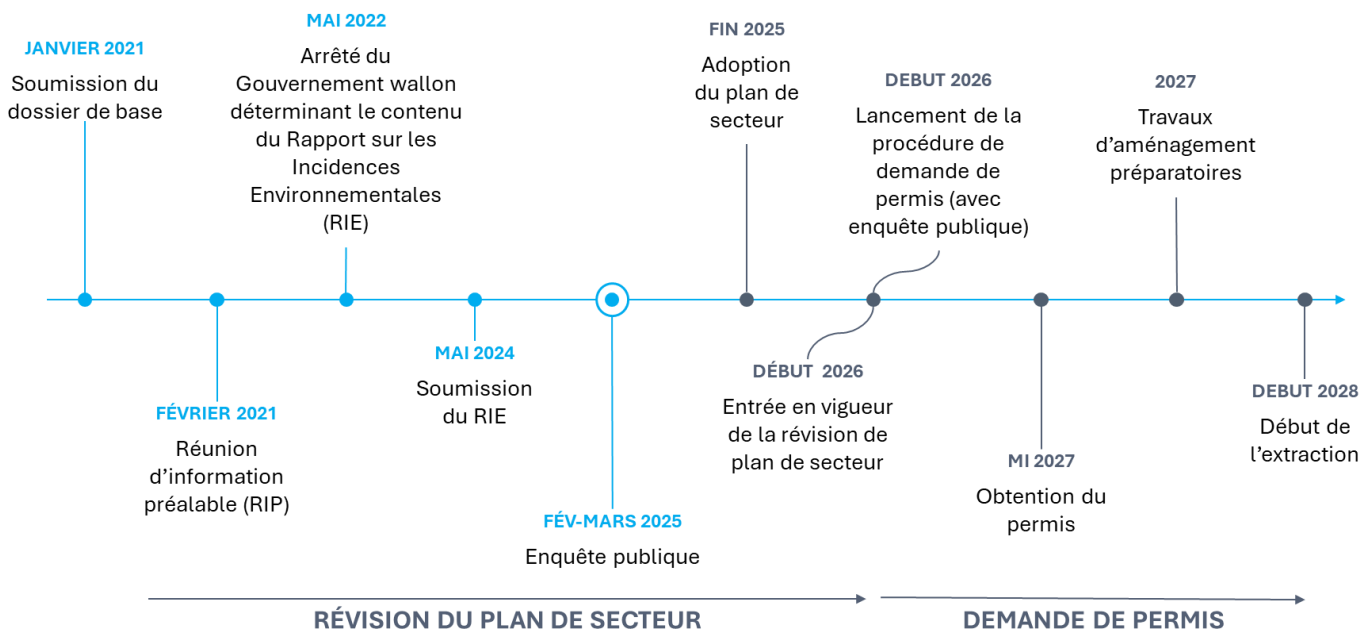 JANVIER 2021
Soumission du
dossier de base
FÉVRIER 2021
Réunion
d'information
préalable (RIP)
MAI 2022
Arrêté du
Gouvernement wallon
déterminant le contenu
du Rapport sur les
Incidences
Environnementales
(RIE)
MAI 2024
Soumission
du RIE
FÉV-MARS 2025
Enquête publique
FIN 2025
Adoption
du plan de
secteur
DEBUT 2026
Lancement de la
procédure de
demande de
permis (avec
enquête publique)
DÉBUT 2026
Entrée en vigueur
de la révision de
plan de secteur
MI 2027
Obtention du
permis
2027
Travaux
d'aménagement
préparatoires
DEBUT 2028
Début de
l'extraction
RÉVISION DU PLAN DE SECTEUR
DEMANDE DE PERMIS